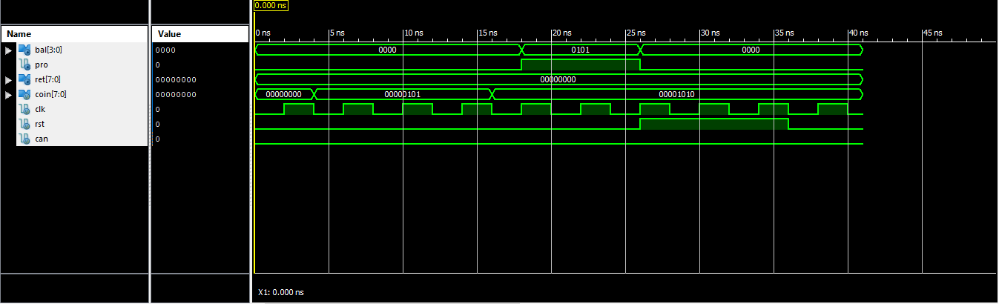 0.000 ns
Name Value 0 ns 5 ns 10 ns 15 ns 20 ns 25 ns 30 ns 35 ns 40 ns 45 ns
bal[3:0] 0000 0000 0101 0000
pro 0
ret[7:0] 00000000 00000000
coin[7:0] 00000000 00000000 00000101 00001010
clk 0
rst 0
can 0
X1: 0.000 ns